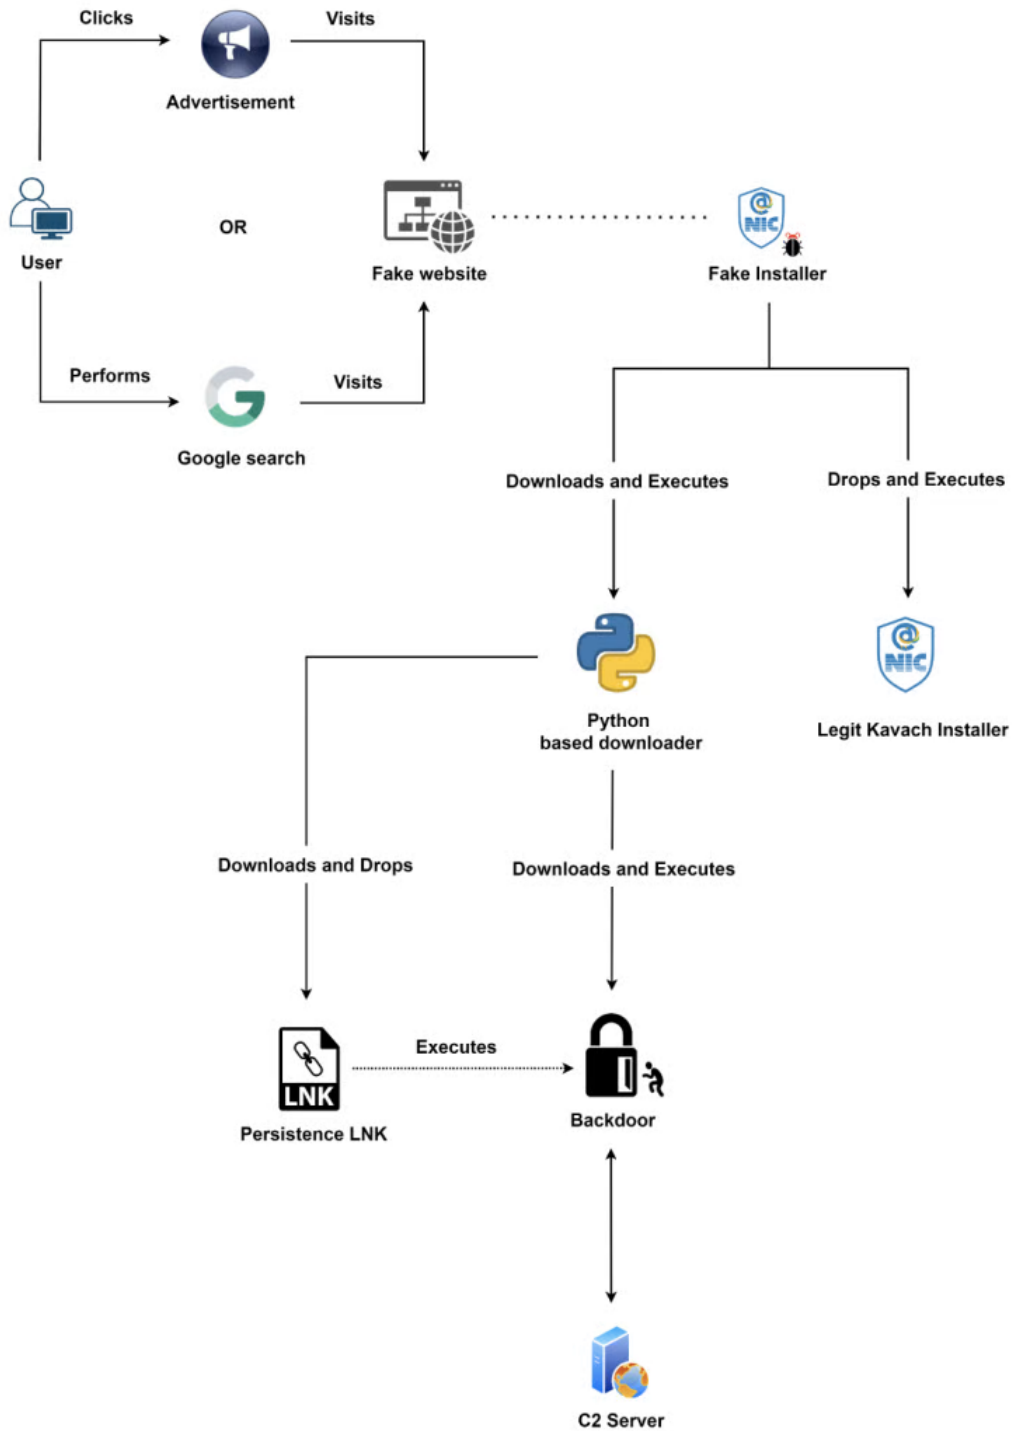 Clicks
Visits
Advertisement
User
OR
Fake website
@
NIC
Fake Installer
Performs
Visits
Google search
Downloads and Executes
Drops and Executes
Python
based downloader
@
NIC
Legit Kavach Installer
Downloads and Drops
Downloads and Executes
LNK
Executes
Persistence LNK
Backdoor
C2 Server